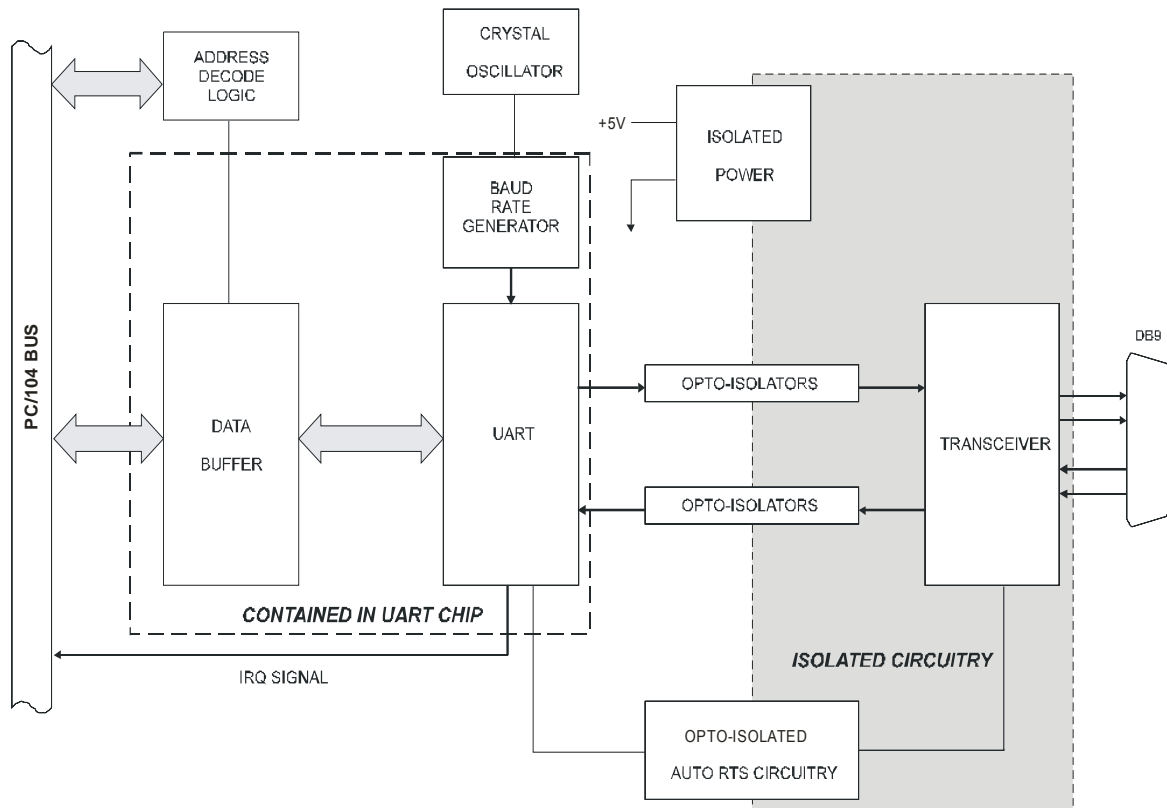 CRYSTAL
OSCILLATOR
ADDRESS
DECODE
LOGIC
+5V
ISOLATED
POWER
BAUD
RATE
GENERATOR
PC/104 BUS
DB9
OPTO-ISOLATORS
DATA
BUFFER
UART
TRANSCEIVER
OPTO-ISOLATORS
CONTAINED IN UART CHIP
ISOLATED CIRCUITRY
IRQ SIGNAL
OPTO-ISOLATED
AUTO RTS CIRCUITRY